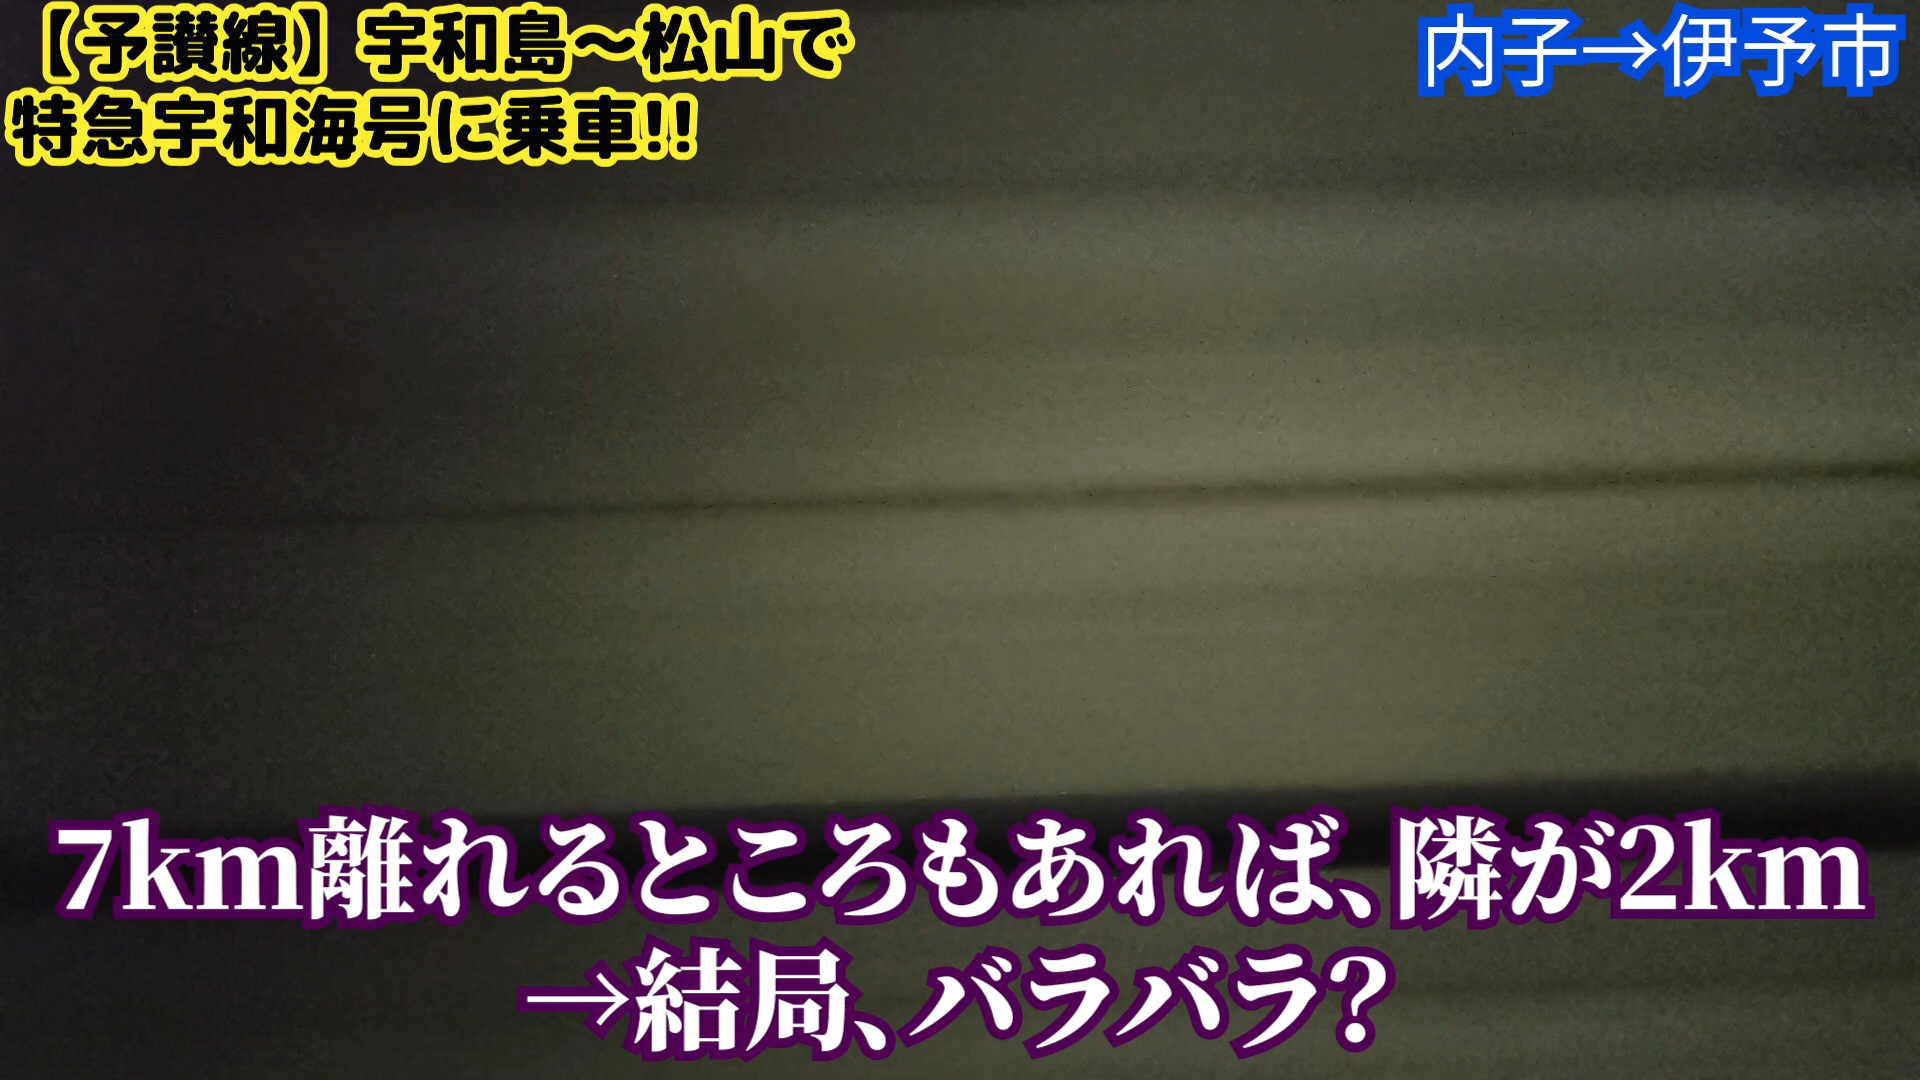 【予讃線】宇和島〜松山で
特急宇和海号に乗車!!
内子→伊予市
7km離れるところもあれば、隣が2km
→結局、バラバラ?